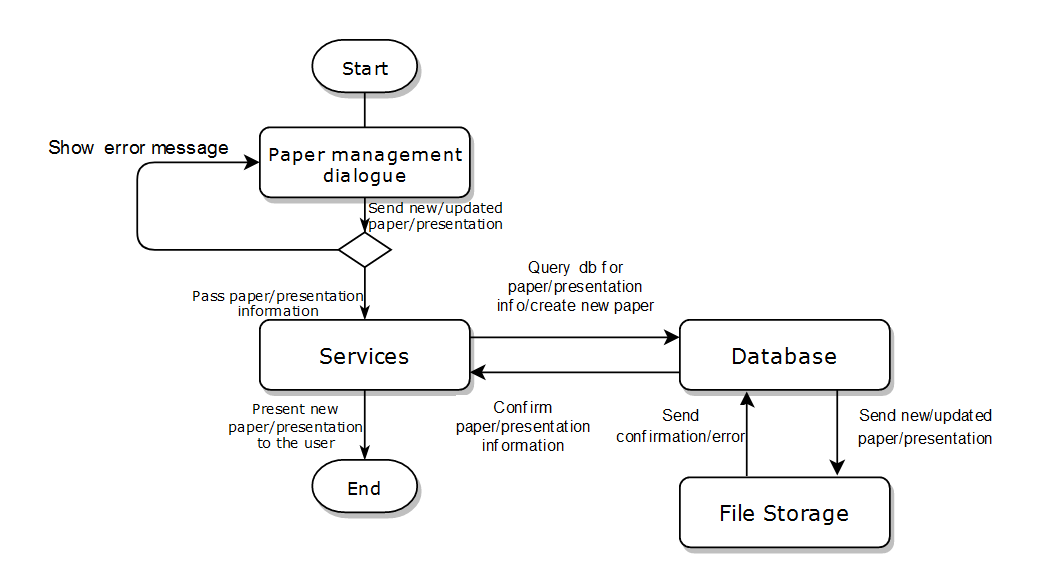 Start
Show error message
Paper management
dialogue
Send new/updated
paper/presentation
Pass paper/presentation
information
Query db for
paper/presentation
info/create new paper
Services
Database
Present new
paper/presentation
to the user
Confirm
paper/presentation
information
Send
confirmation/error
Send new/updated
paper/presentation
End
File Storage